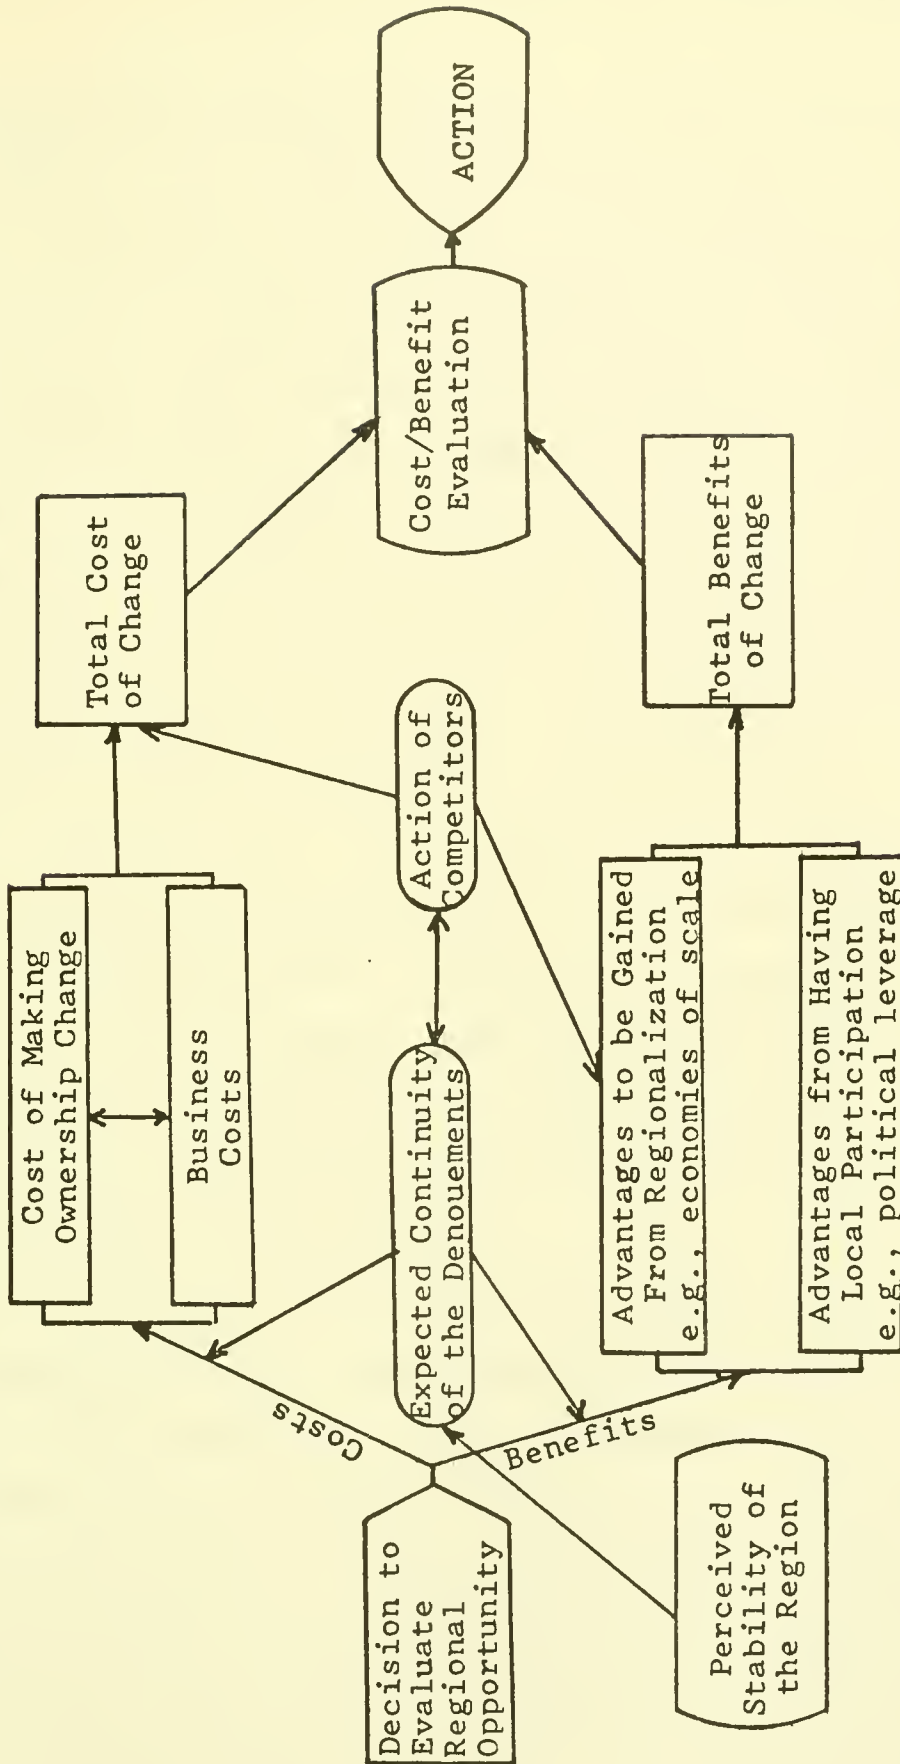 Decision to
Evaluate
Regional
Opportunity
Costs
Benefits
Perceived
Stability of
the Region
Cost of Making
Ownership Change
Business
Costs
Expected Continuity
of the Denouements
Advantages to be Gained
From Regionalization
e.g., economies of scale
Advantages from Having
Local Participation
e.g., political leverage
Action of
Competitors
Total Cost
of Change
Total Benefits
of Change
Cost/Benefit
Evaluation
ACTION